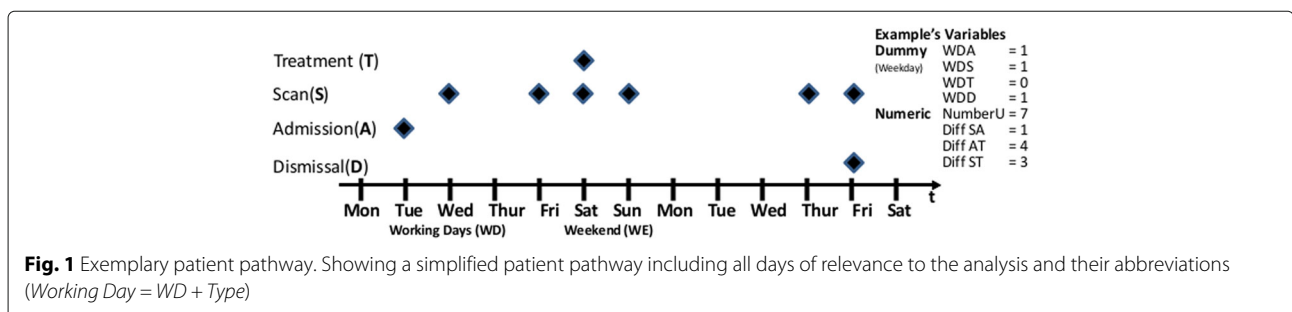 Example's Variables
Dummy WDA = 1
(Weekday) WDS = 1
WDT = 0
WDD = 1
Numeric NumberU = 7
Diff SA = 1
Diff AT = 4
Diff ST = 3
Treatment (T)
Scan(S)
Admission(A)
Dismissal(D)
t
Mon Tue Wed Thur Fri Sat Sun Mon Tue Wed Thur Fri Sat
Working Days (WD) Weekend (WE)
Fig. 1 Exemplary patient pathway. Showing a simplified patient pathway including all days of relevance to the analysis and their abbreviations
(Working Day = WD + Type)